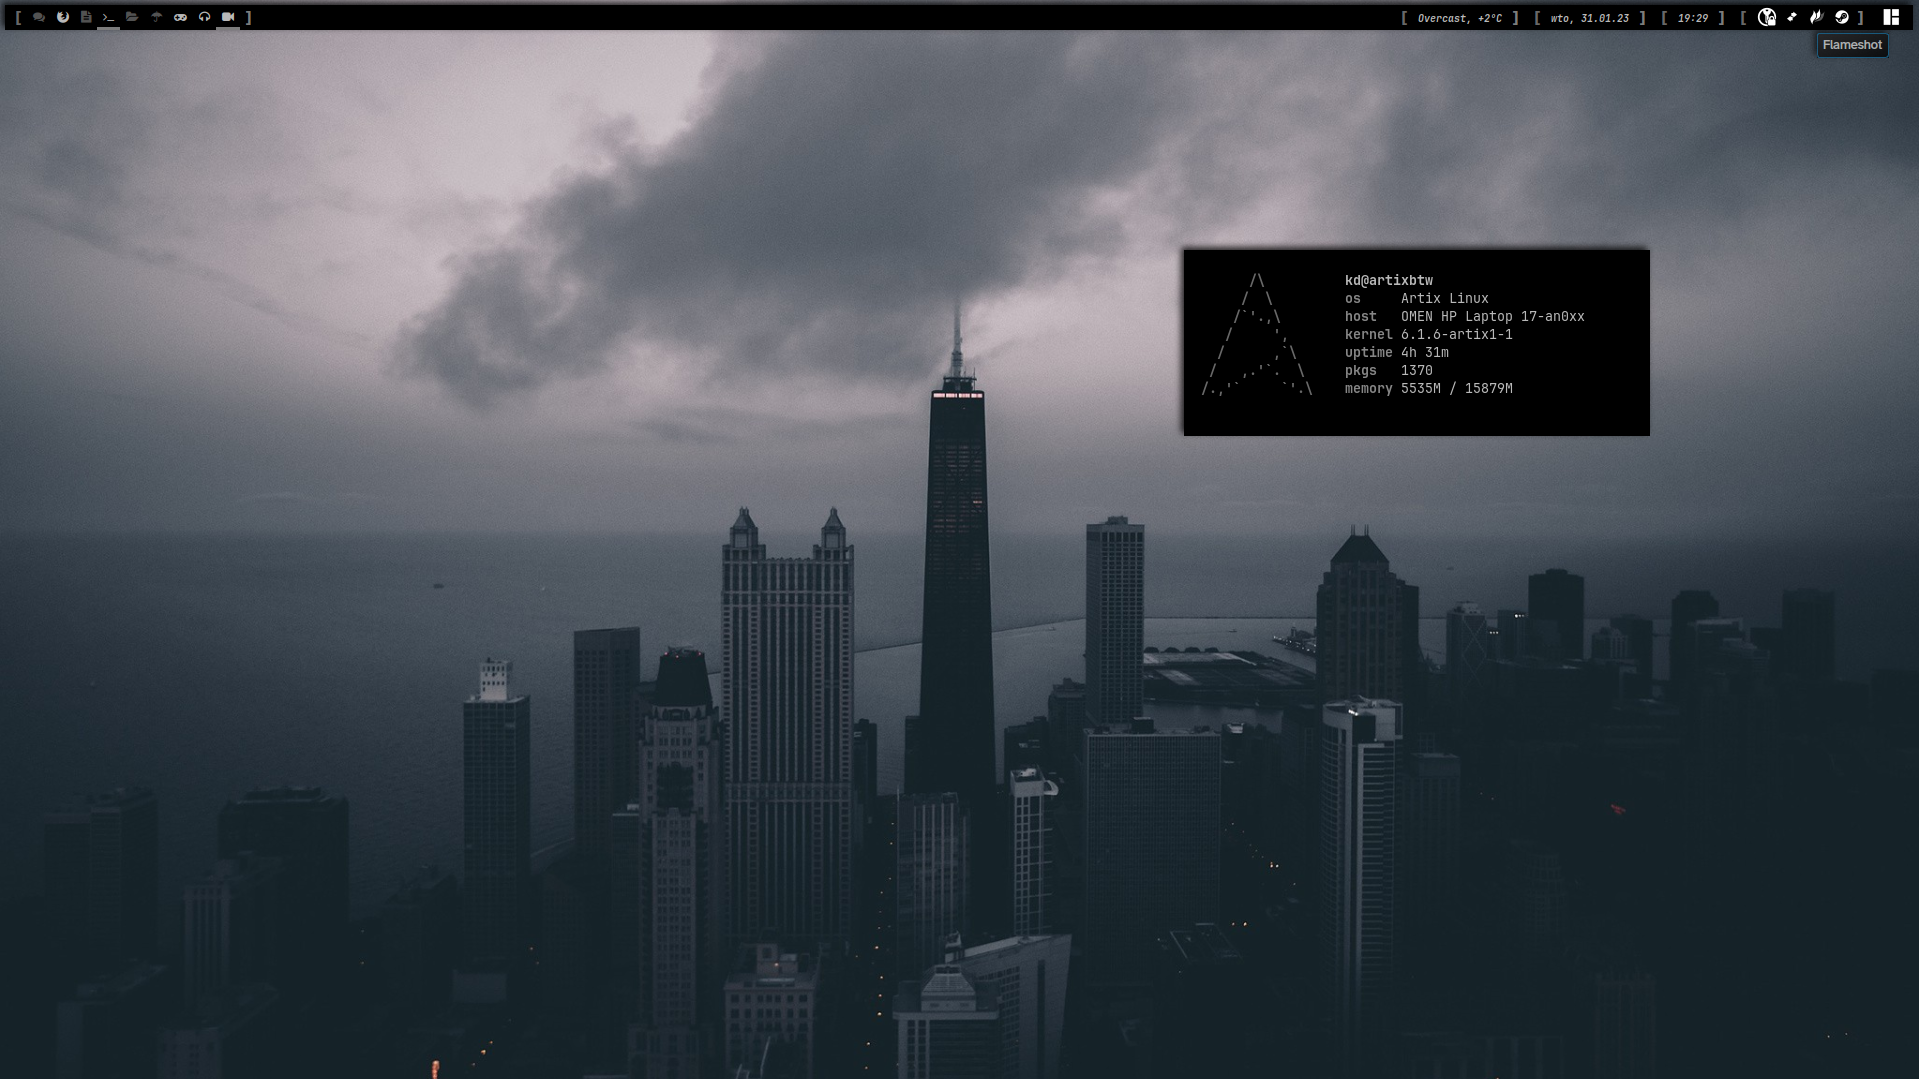 [ >_ ]
[ Overcast, +2°C ] [ wto, 31.01.23 ] [ 19:29 ] [ ]
Flameshot
kd@artixbtw
os Artix Linux
host OMEN HP Laptop 17-an0xx
kernel 6.1.6-artix1-1
uptime 4h 31m
pkgs 1370
memory 5535M / 15879M